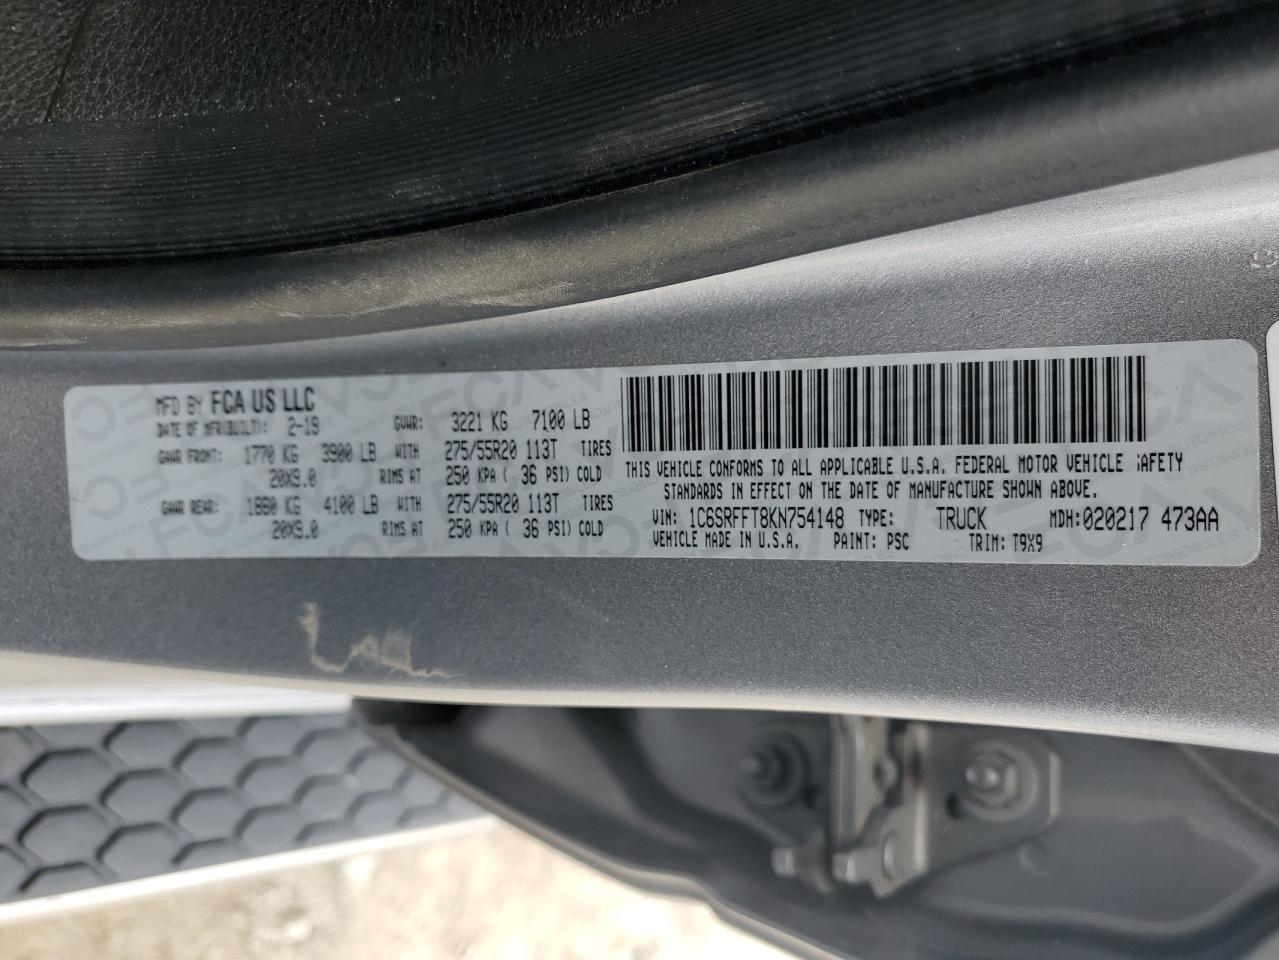 MFD BY FCA US LLC
DATE OF MFR(BUILT): 2-19 GVWR: 3221 KG 7100 LB
GAWR FRONT: 1770 KG 3900 LB WITH 275/55R20 113T TIRES
20X9.0 RIMS AT 250 KPA ( 36 PSI) COLD
GAWR REAR: 1860 KG 4100 LB WITH 275/55R20 113T TIRES
20X9.0 RIMS AT 250 KPA ( 36 PSI) COLD
THIS VEHICLE CONFORMS TO ALL APPLICABLE U.S.A. FEDERAL MOTOR VEHICLE SAFETY
STANDARDS IN EFFECT ON THE DATE OF MANUFACTURE SHOWN ABOVE.
VIN: 1C6SRFFT8KN754148 TYPE: TRUCK MDH:020217 473AA
VEHICLE MADE IN U.S.A. PAINT: PSC TRIM: T9X9